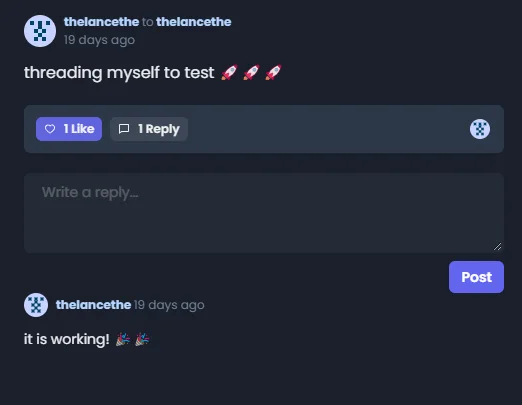 thelancethe to thelancethe
19 days ago
threading myself to test 🚀 🚀 🚀
1 Like 1 Reply
Write a reply...
Post
thelancethe 19 days ago
it is working! 🎉 🎉